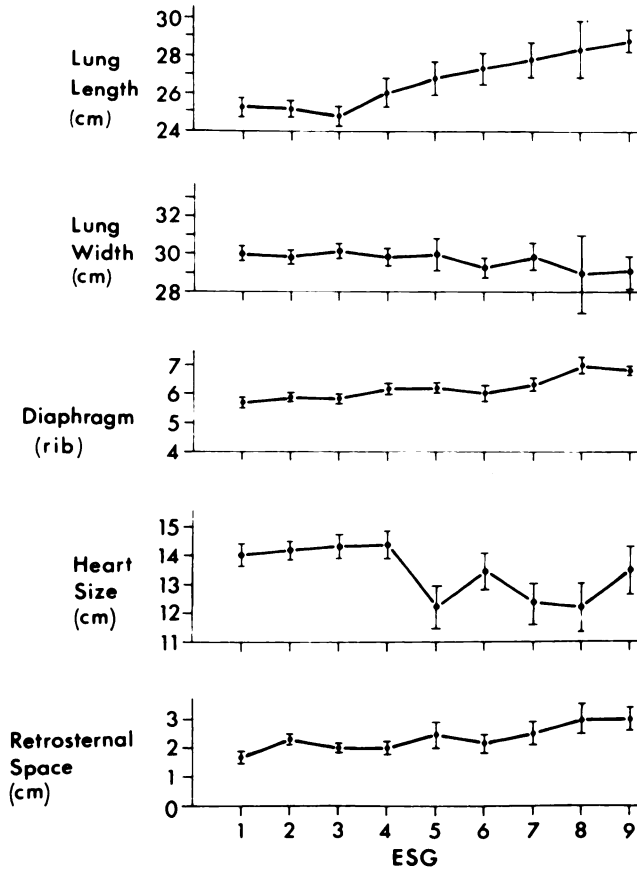 30
Lung
28
Length
26
(cm)
24
Lung
32
Width
30
(cm)
28
7
6
Diaphragm
5
(rib)
4
15
14
Heart
13
Size
12
(cm)
11
3
Retrosternal
2
Space
1
(cm)
0
1 2 3 4 5 6 7 8 9
ESG